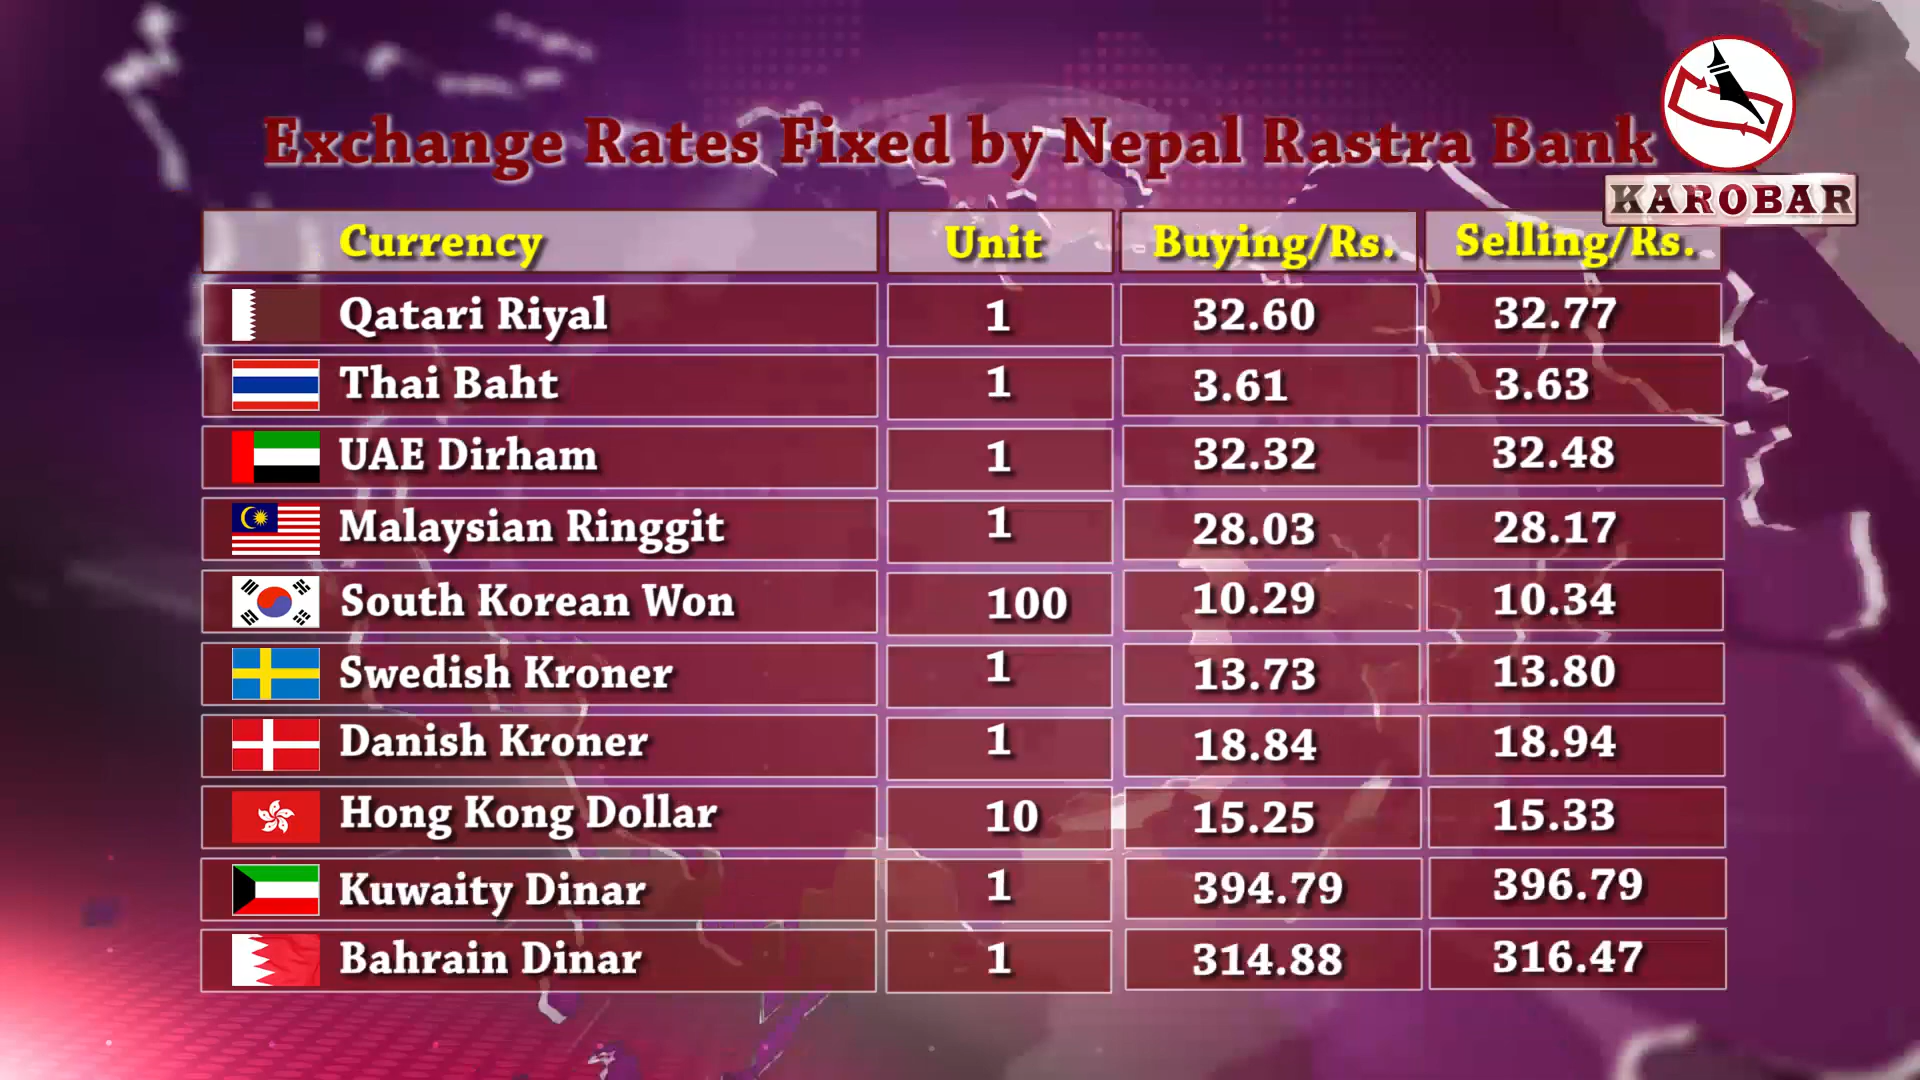 Exchange Rates Fixed by Nepal Rastra Bank
KAROBAR
Currency Unit Buying/Rs. Selling/Rs.
Qatari Riyal 1 32.60 32.77
Thai Baht 1 3.61 3.63
UAE Dirham 1 32.32 32.48
Malaysian Ringgit 1 28.03 28.17
South Korean Won 100 10.29 10.34
Swedish Kroner 1 13.73 13.80
Danish Kroner 1 18.84 18.94
Hong Kong Dollar 10 15.25 15.33
Kuwaity Dinar 1 394.79 396.79
Bahrain Dinar 1 314.88 316.47